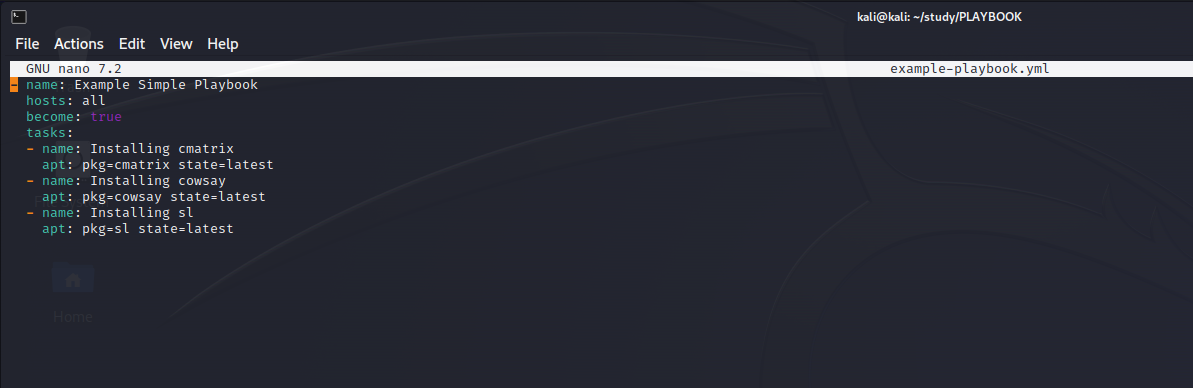 kali@kali: ~/study/PLAYBOOK
File Actions Edit View Help
GNU nano 7.2 example-playbook.yml
- name: Example Simple Playbook
  hosts: all
  become: true
  tasks:
  - name: Installing cmatrix
    apt: pkg=cmatrix state=latest
  - name: Installing cowsay
    apt: pkg=cowsay state=latest
  - name: Installing sl
    apt: pkg=sl state=latest
Home